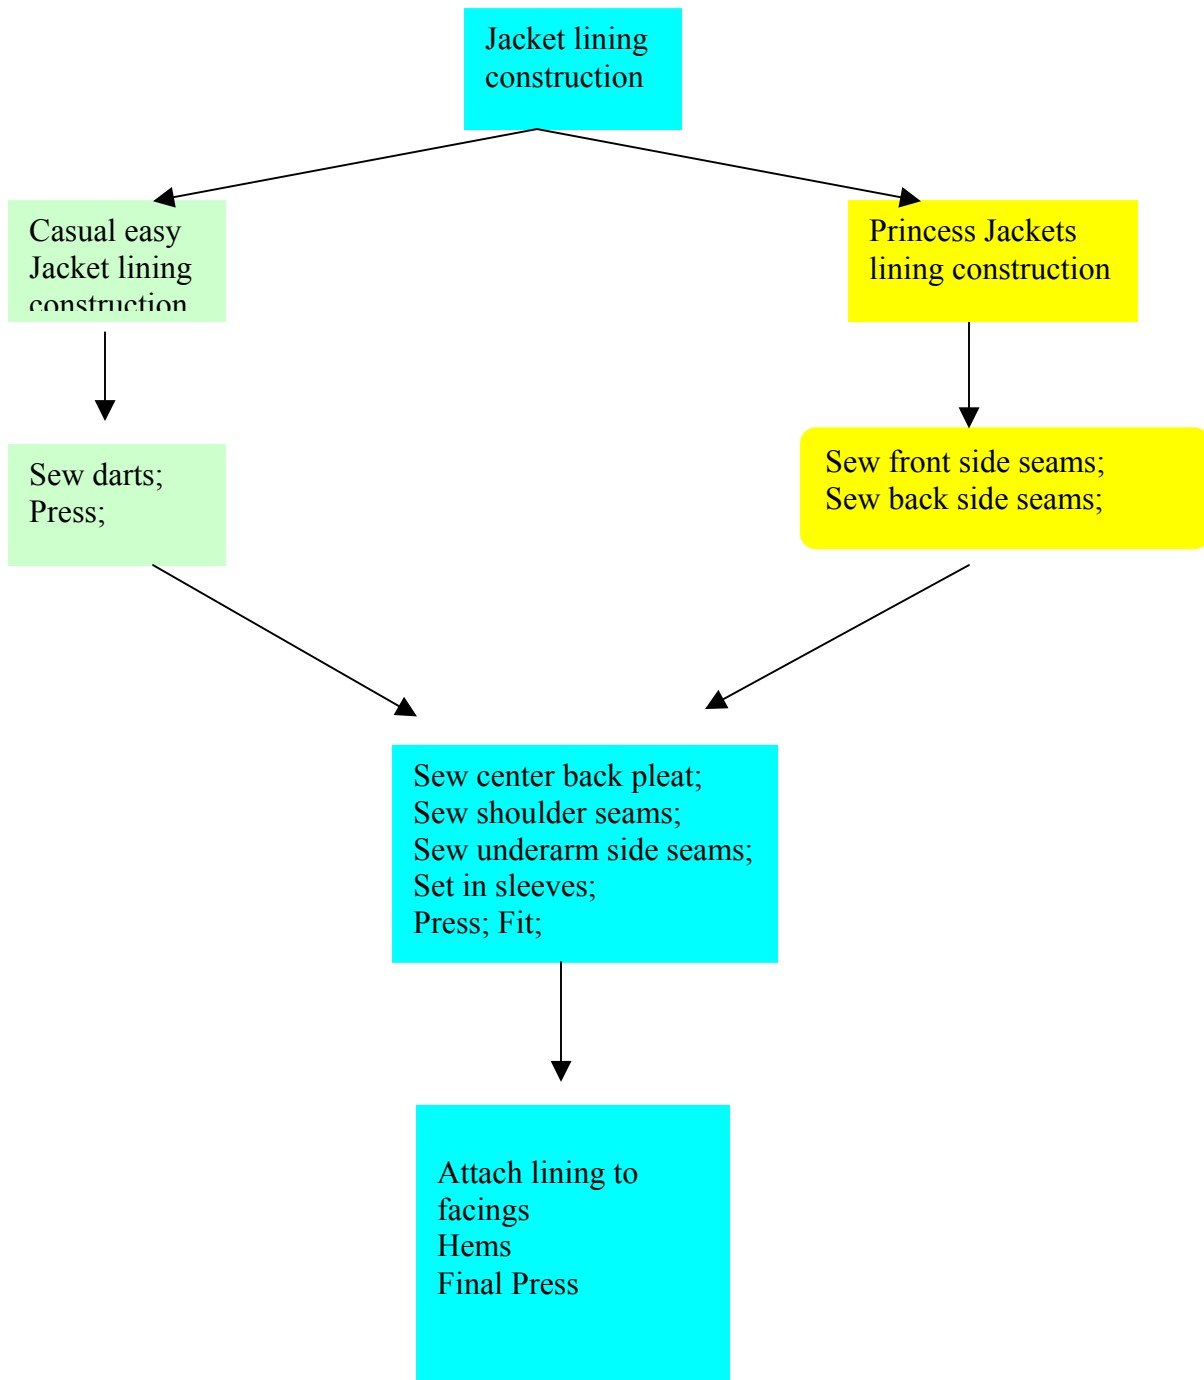 Jacket lining
construction
Casual easy
Jacket lining
construction
Princess Jackets
lining construction
Sew darts;
Press;
Sew front side seams;
Sew back side seams;
Sew center back pleat;
Sew shoulder seams;
Sew underarm side seams;
Set in sleeves;
Press; Fit;
Attach lining to
facings
Hems
Final Press